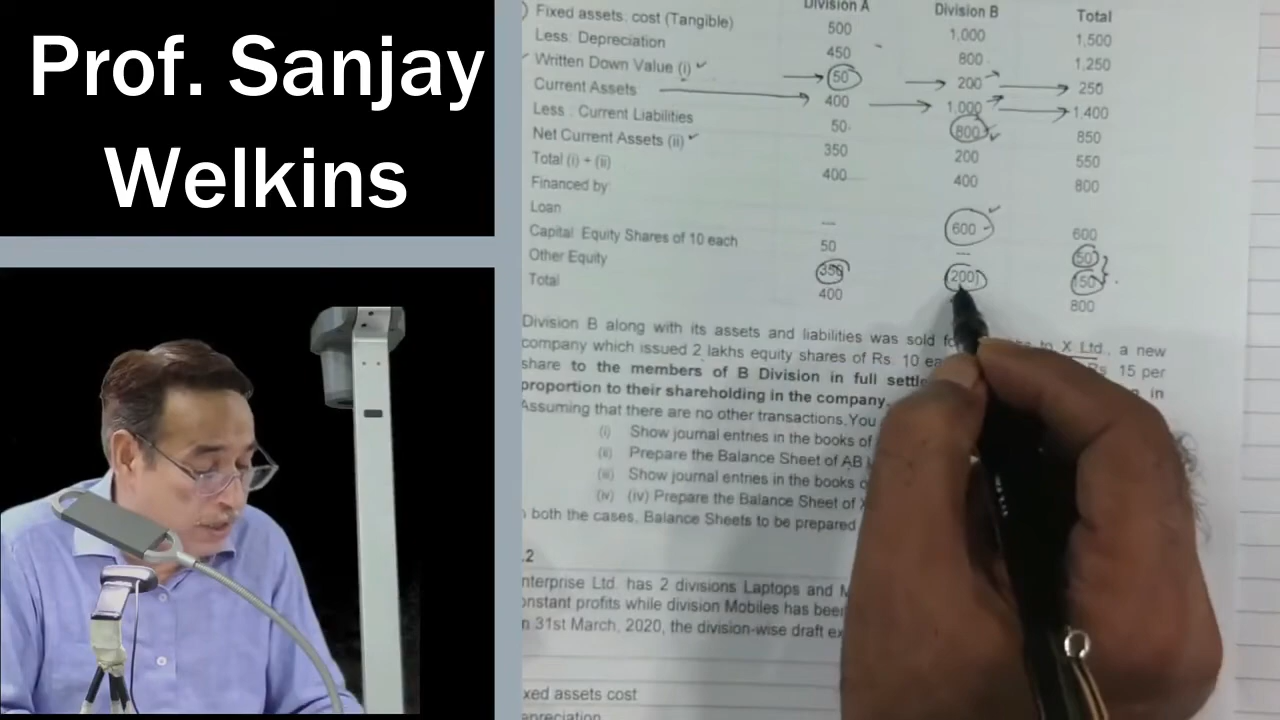 Prof. Sanjay
Welkins
Division A Division B Total
Fixed assets, cost (Tangible) 500 1,000 1,500
Less: Depreciation 450 800 1,250
Written Down Value (i) 50 200 250
Current Assets 400 1,000 1,400
Less : Current Liabilities 50 800 850
Net Current Assets (ii) 350 200 550
Total (i) + (ii) 400 400 800
Financed by:
Loan — 600 600
Capital Equity Shares of 10 each 50 — 50
Other Equity 350 (200) 150
Total 400 800
Division B along with its assets and liabilities was sold to X Ltd., a new
company which issued 2 lakhs equity shares of Rs. 10 Rs. 15 per
share to the members of B Division in full in
proportion to their shareholding in the company.
Assuming that there are no other transactions, You
(i) Show journal entries in the books of
(ii) Prepare the Balance Sheet of AB
(iii) Show journal entries in the books
(iv) (iv) Prepare the Balance Sheet of
both the cases, Balance Sheets to be prepared
.2
nterprise Ltd. has 2 divisions Laptops and
onstant profits while division Mobiles has been
n 31st March, 2020, the division-wise draft
xed assets cost
epreciation